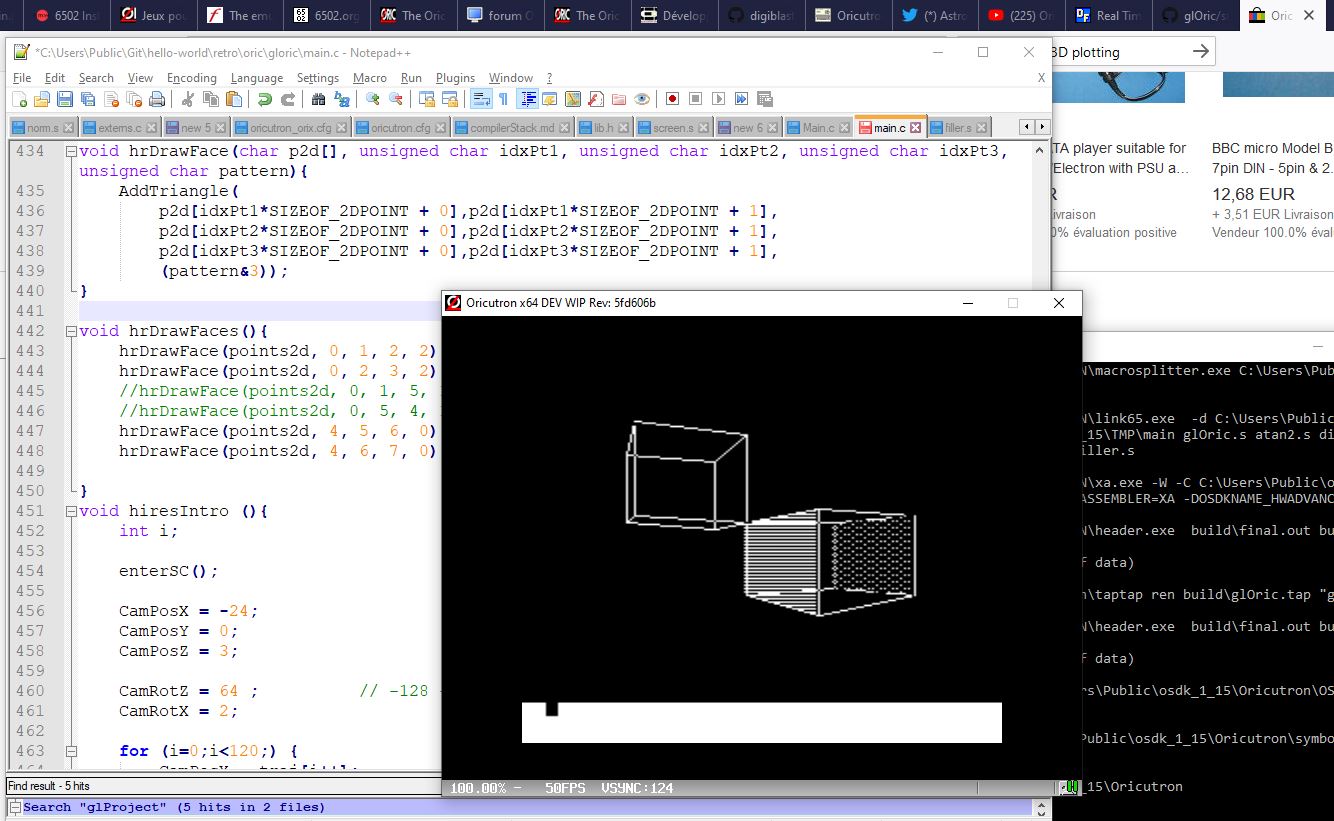 6502 Ins
Jeux pou
The emu
6502.org
The Oric
forum O
The Oric
Dévelop
digiblast
Oricutro
(*) Astro
(225) Or
Real Tim
glOric/s
Oric
*C:\Users\Public\Git\hello-world\retro\oric\gloric\main.c - Notepad++
3D plotting
File Edit Search View Encoding Language Settings Macro Run Plugins Window ? X
norm.s externs.c new 5 oricutron_orix.cfg oricutron.cfg compilerStack.md lib.h screen.s new 6 Main.c main.c filler.s
434 void hrDrawFace(char p2d[], unsigned char idxPt1, unsigned char idxPt2, unsigned char idxPt3,
unsigned char pattern){
435 AddTriangle(
436 p2d[idxPt1*SIZEOF_2DPOINT + 0],p2d[idxPt1*SIZEOF_2DPOINT + 1],
437 p2d[idxPt2*SIZEOF_2DPOINT + 0],p2d[idxPt2*SIZEOF_2DPOINT + 1],
438 p2d[idxPt3*SIZEOF_2DPOINT + 0],p2d[idxPt3*SIZEOF_2DPOINT + 1],
439 (pattern&3));
440 }
441
442 void hrDrawFaces(){
443 hrDrawFace(points2d, 0, 1, 2, 2)
444 hrDrawFace(points2d, 0, 2, 3, 2)
445 //hrDrawFace(points2d, 0, 1, 5,
446 //hrDrawFace(points2d, 0, 5, 4,
447 hrDrawFace(points2d, 4, 5, 6, 0)
448 hrDrawFace(points2d, 4, 6, 7, 0)
449
450 }
451 void hiresIntro (){
452 int i;
453
454 enterSC();
455
456 CamPosX = -24;
457 CamPosY = 0;
458 CamPosZ = 3;
459
460 CamRotZ = 64 ; // -128 -
461 CamRotX = 2;
462
463 for (i=0;i<120;) {
Find result - 5 hits
Search "glProject" (5 hits in 2 files)
Oricutron x64 DEV WIP Rev: 5fd606b
100.00% - 50FPS VSYNC:124
TA player suitable for
Electron with PSU a...
R
ivraison
0% évaluation positive
BBC micro Model B
7pin DIN - 5pin & 2.
12,68 EUR
+ 3,51 EUR Livraison
Vendeur 100.0% évalu
N\macrosplitter.exe C:\Users\Pub
N\link65.exe -d C:\Users\Public
_15\TMP\main glOric.s atan2.s di
iller.s
N\xa.exe -W -C C:\Users\Public\o
ASSEMBLER=XA -DOSDKNAME_HWADVANC
N\header.exe build\final.out bu
f data)
n\taptap ren build\glOric.tap "g
N\header.exe build\final.out bu
f data)
rs\Public\osdk_1_15\Oricutron\OS
Public\osdk_1_15\Oricutron\symbo
_15\Oricutron